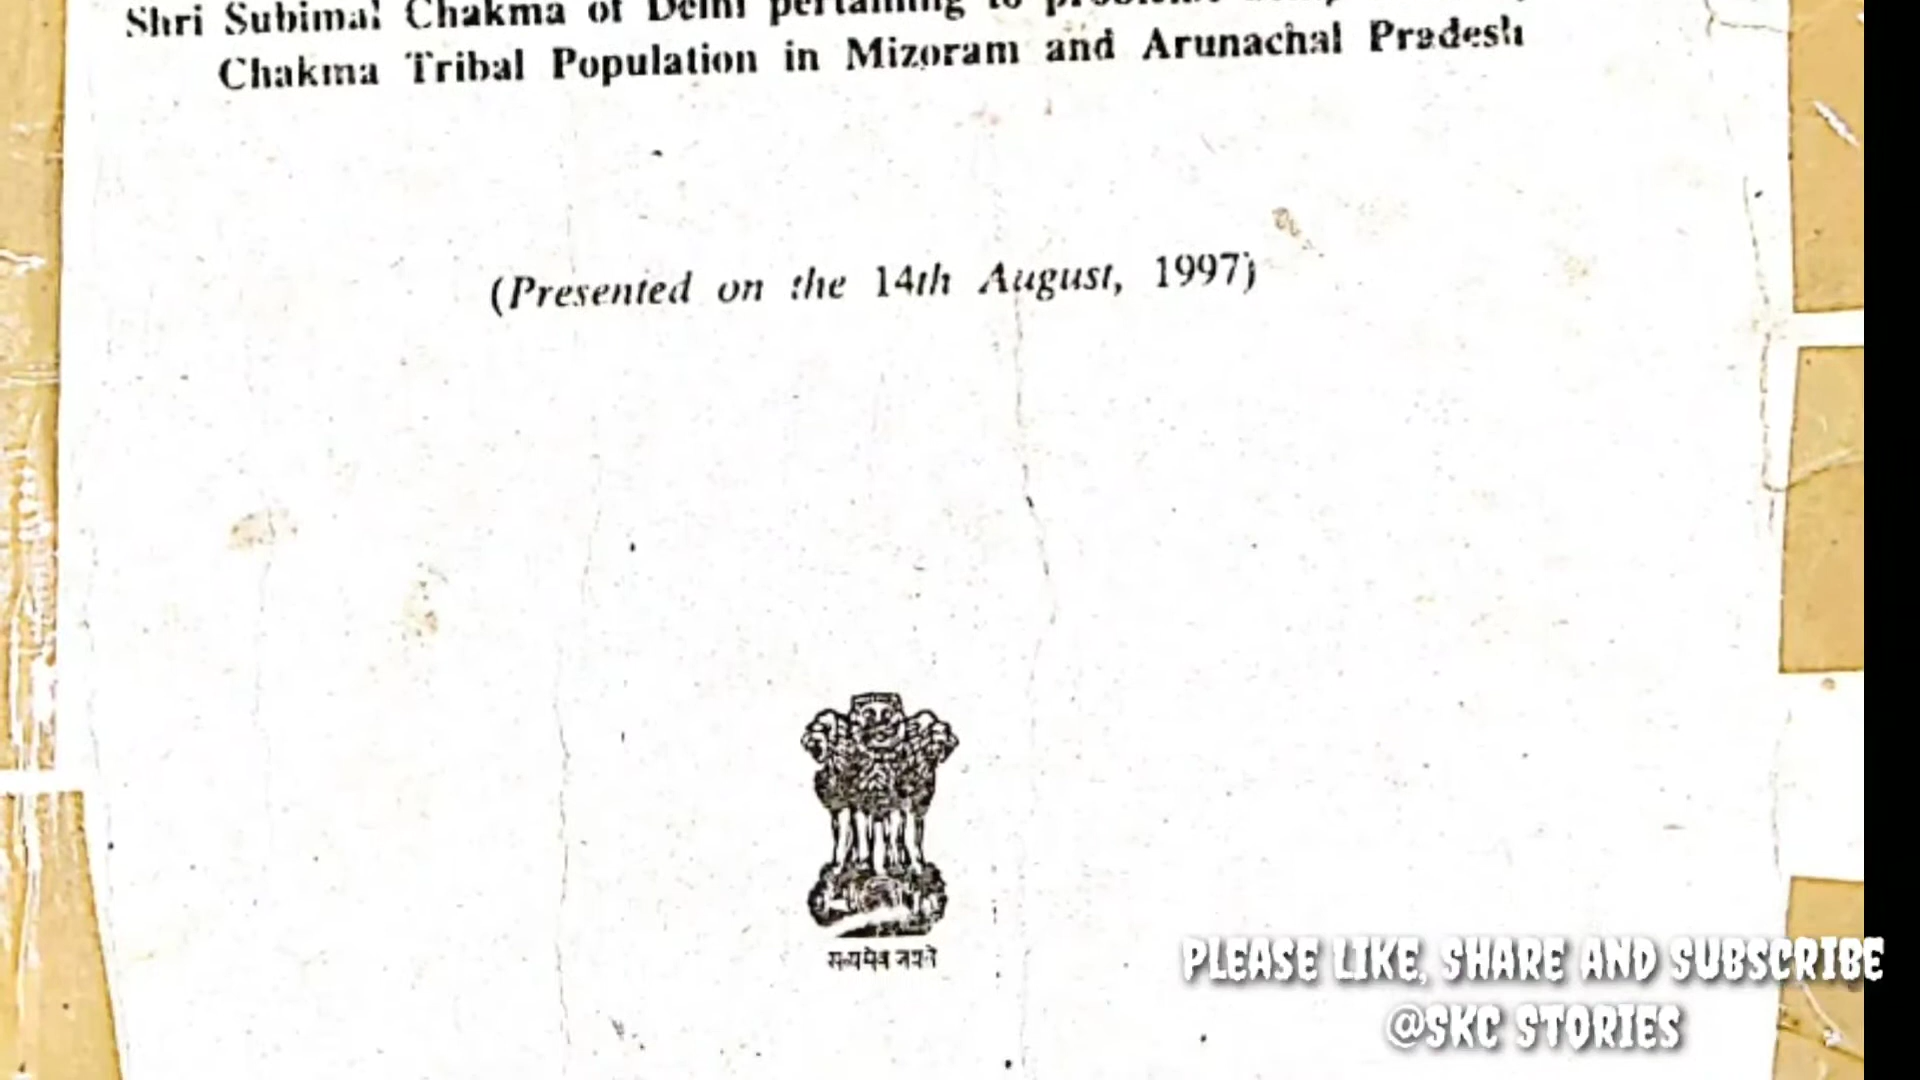 Shri Subimal Chakma of Delhi pertaining to
Chakma Tribal Population in Mizoram and Arunachal Pradesh
(Presented on the 14th August, 1997)
सत्यमेव जयते
PLEASE LIKE, SHARE AND SUBSCRIBE
@SKC STORIES